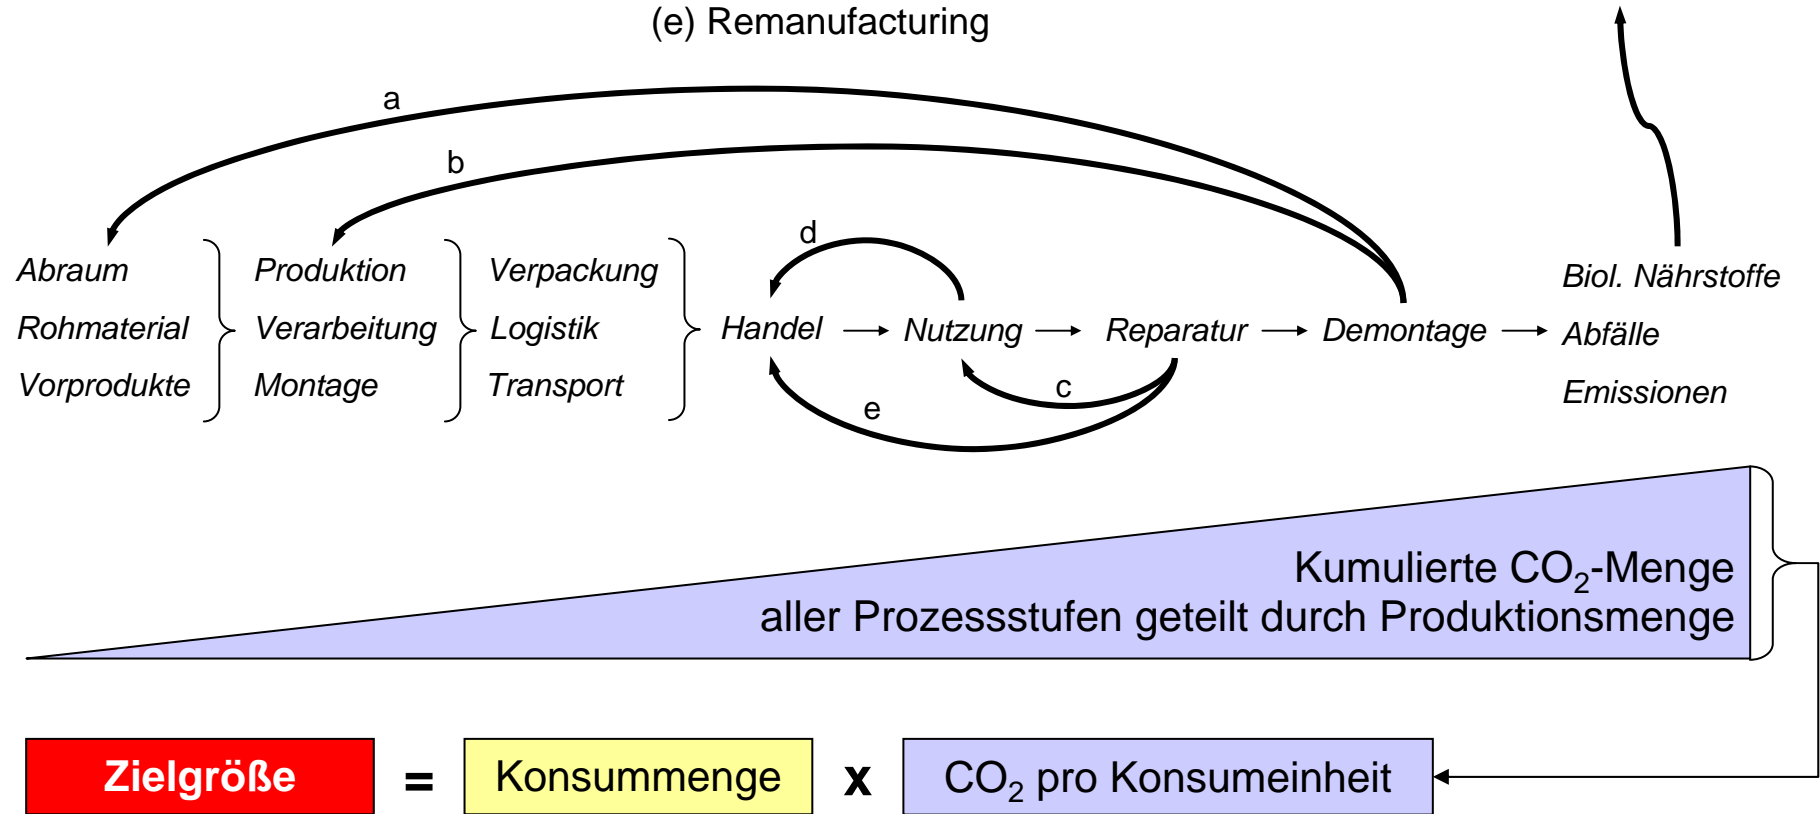 (e) Remanufacturing
a
b
d
Abraum
Rohmaterial
Vorprodukte
Produktion
Verarbeitung
Montage
Verpackung
Logistik
Transport
Handel
Nutzung
Reparatur
Demontage
Biol. Nährstoffe
Abfälle
Emissionen
c
e
Kumulierte CO₂-Menge
aller Prozessstufen geteilt durch Produktionsmenge
Zielgröße = Konsummenge x CO₂ pro Konsumeinheit